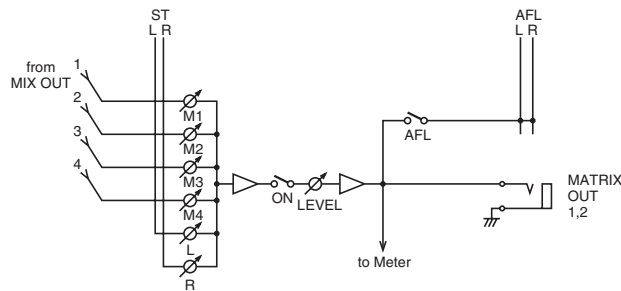 ST
L R
AFL
L R
from
MIX OUT
1
2
3
4
M1
M2
M3
M4
L
R
ON
LEVEL
AFL
to Meter
MATRIX
OUT
1,2